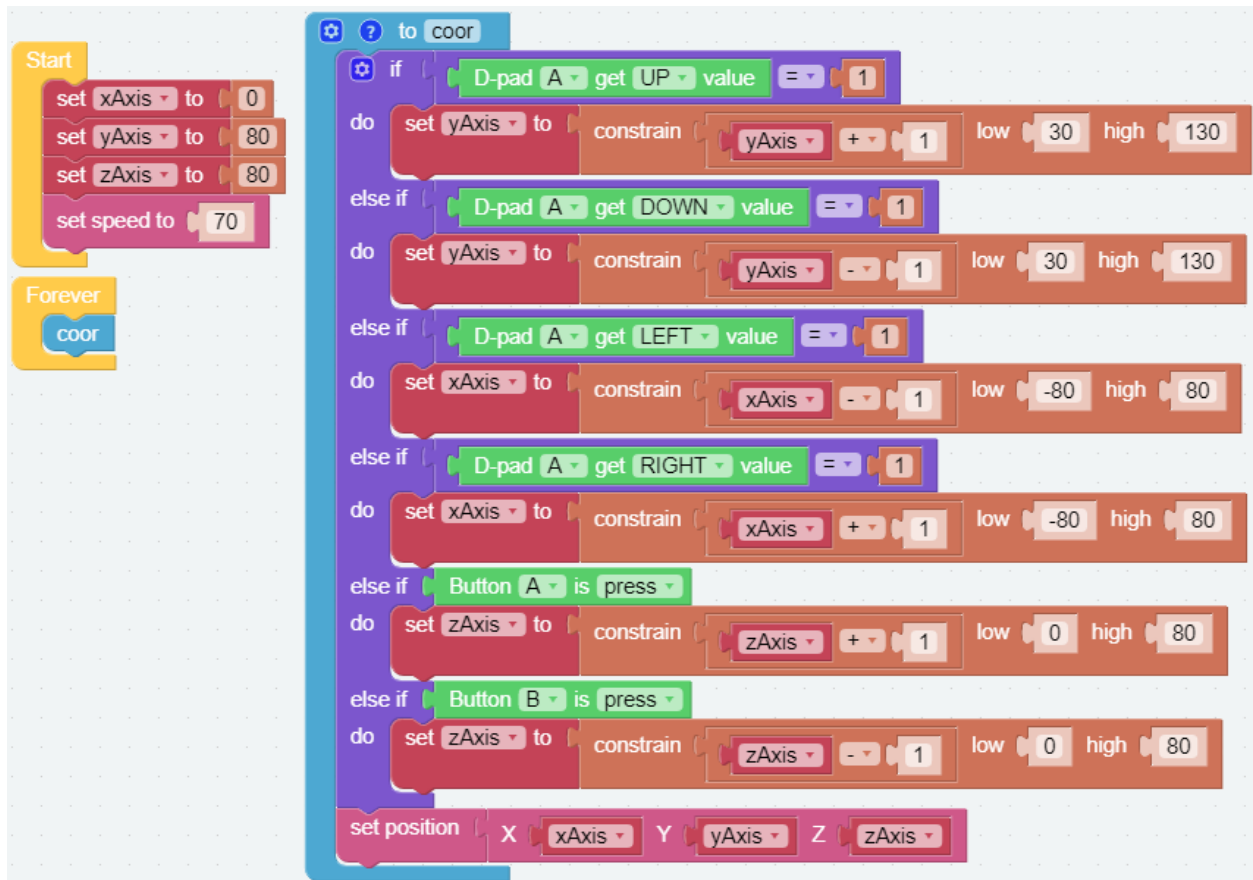 Start
set xAxis to 0
set yAxis to 80
set zAxis to 80
set speed to 70
Forever
coor
? to coor
if D-pad A get UP value = 1
do set yAxis to constrain yAxis + 1 low 30 high 130
else if D-pad A get DOWN value = 1
do set yAxis to constrain yAxis - 1 low 30 high 130
else if D-pad A get LEFT value = 1
do set xAxis to constrain xAxis - 1 low -80 high 80
else if D-pad A get RIGHT value = 1
do set xAxis to constrain xAxis + 1 low -80 high 80
else if Button A is press
do set zAxis to constrain zAxis + 1 low 0 high 80
else if Button B is press
do set zAxis to constrain zAxis - 1 low 0 high 80
set position X xAxis Y yAxis Z zAxis